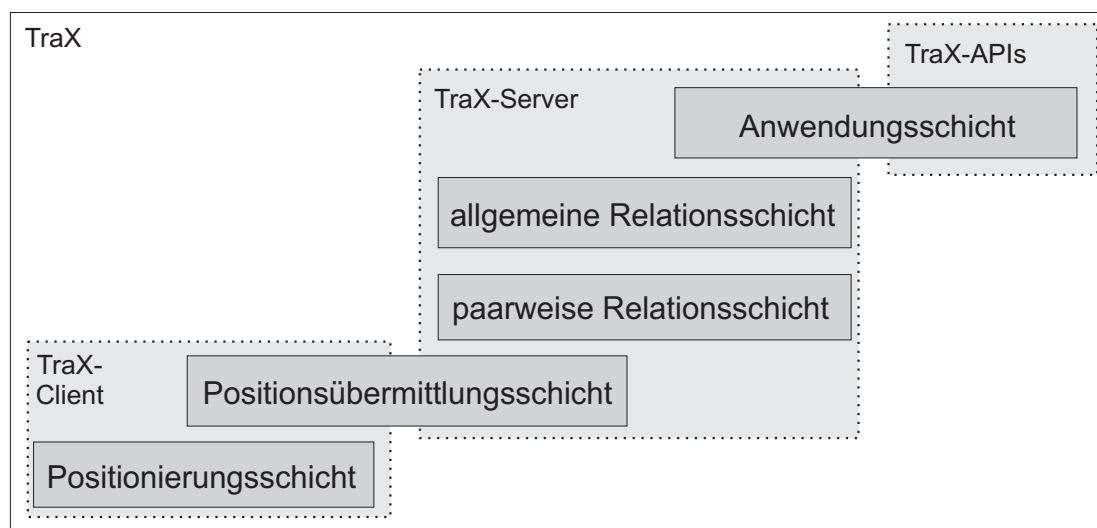 TraX
TraX-APIs
TraX-Server
Anwendungsschicht
allgemeine Relationsschicht
paarweise Relationsschicht
TraX-
Client
Positionsübermittlungsschicht
Positionierungsschicht